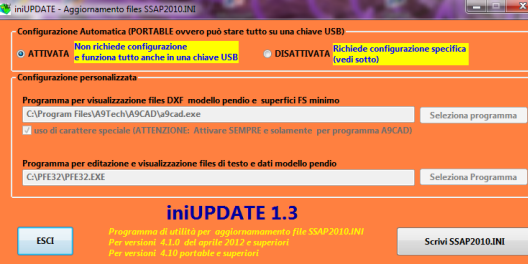 iniUPDATE - Aggiornamento files SSAP2010.INI
Configurazione Automatica (PORTABLE ovvero può stare tutto su una chiave USB)
ATTIVATA
Non richiede configurazione
e funziona tutto anche in una chiave USB
DISATTIVATA
Richiede configurazione specifica
(vedi sotto)
Configurazione personalizzata
Programma per visualizzazione files DXF modello pendio e superfici FS minimo
C:\Program Files\A9Tech\A9CAD\a9cad.exe
Seleziona programma
uso di carattere speciale (ATTENZIONE: Attivare SEMPRE e solamente per programma A9CAD)
Programma per editazione e visualizzazione files di testo e dati modello pendio
C:\PFE32\PFE32.EXE
Seleziona Programma
iniUPDATE 1.3
ESCI
Programma di utilità per aggiornamamento file SSAP2010.INI
Per versioni 4.1.0 del aprile 2012 e superiori
Per versioni 4.10 portable e superiori
Scrivi SSAP2010.INI